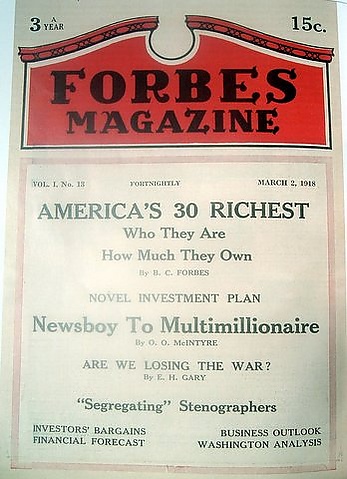 3 A YEAR
15c.
FORBES
MAGAZINE
VOL. I, No. 13 FORTNIGHTLY MARCH 2, 1918
AMERICA'S 30 RICHEST
Who They Are
How Much They Own
By B. C. FORBES
NOVEL INVESTMENT PLAN
Newsboy To Multimillionaire
By O. O. McINTYRE
ARE WE LOSING THE WAR?
By E. H. GARY
"Segregating" Stenographers
INVESTORS' BARGAINS BUSINESS OUTLOOK
FINANCIAL FORECAST WASHINGTON ANALYSIS